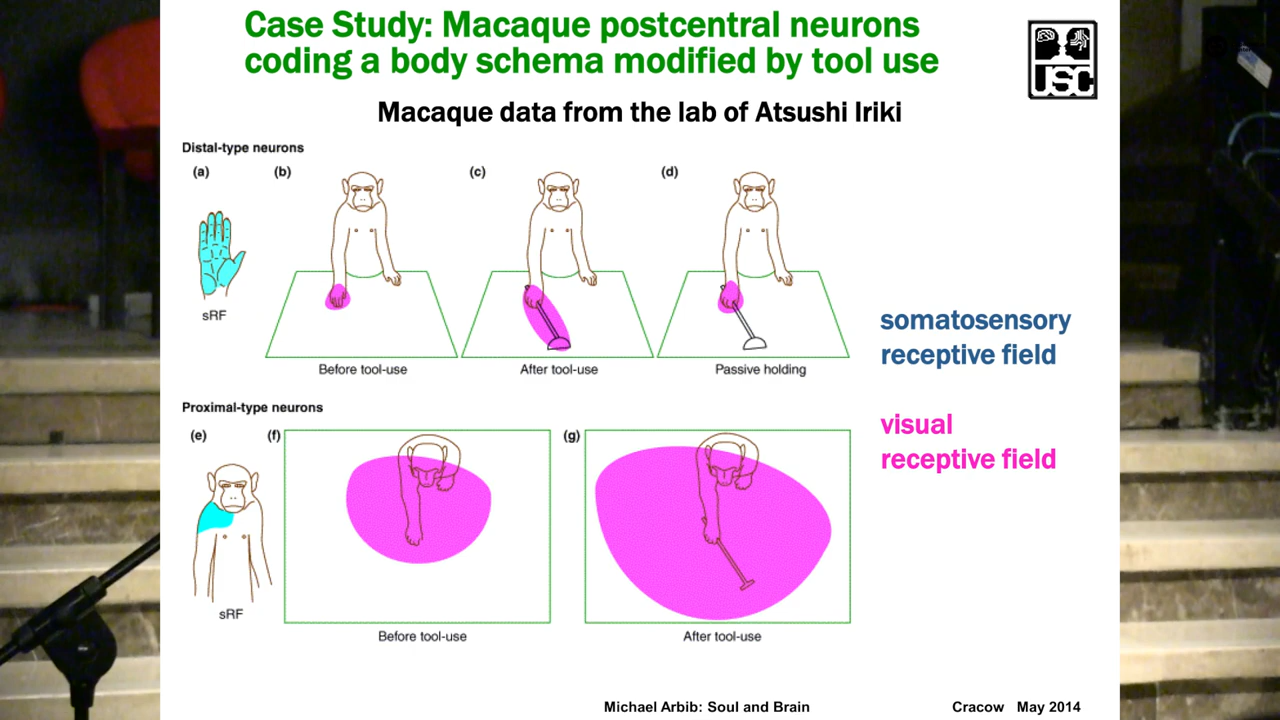 Case Study: Macaque postcentral neurons
coding a body schema modified by tool use
USC
Macaque data from the lab of Atsushi Iriki
Distal-type neurons
(a)
(b)
(c)
(d)
sRF
Before tool-use
After tool-use
Passive holding
somatosensory
receptive field
visual
receptive field
Proximal-type neurons
(e)
(f)
(g)
sRF
Before tool-use
After tool-use
Michael Arbib: Soul and Brain
Cracow May 2014